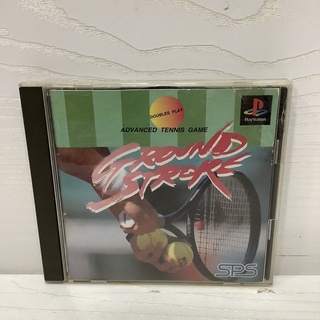 DOUBLES PLAY
ADVANCED TENNIS GAME
PlayStation
GROUND
STROKE
SPS